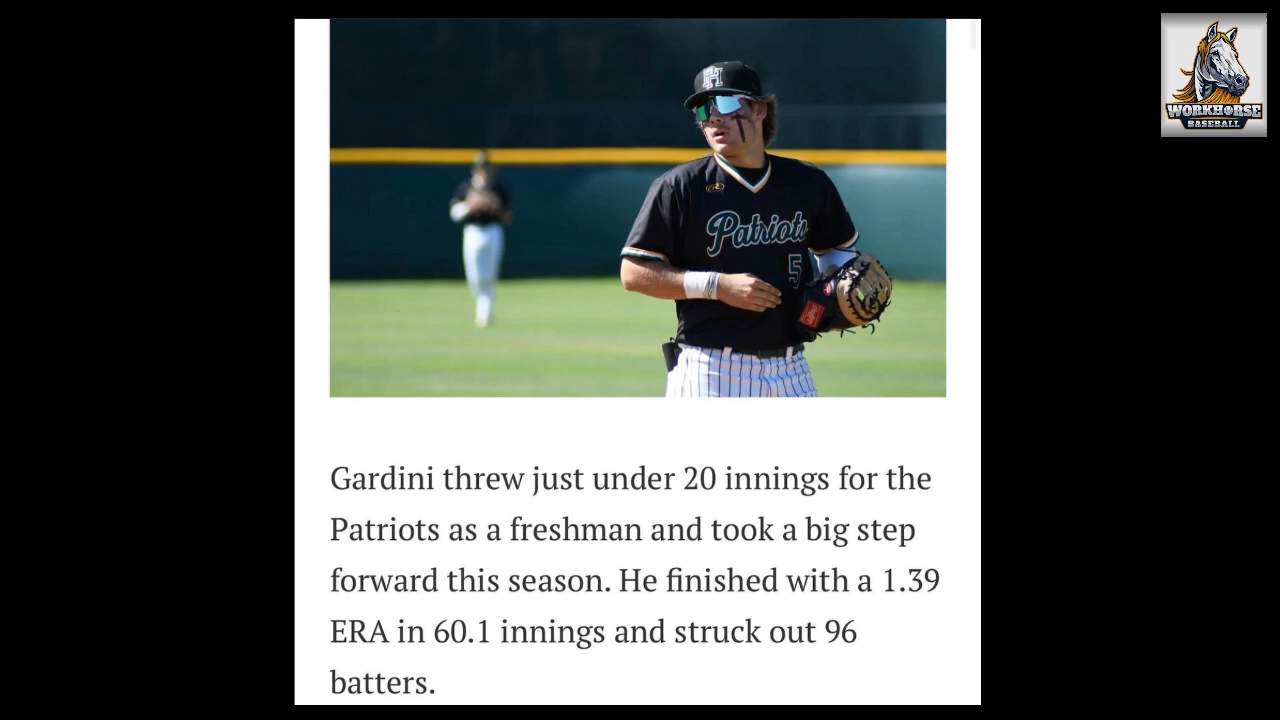 H
WORKHORSE
BASEBALL
Patriots
5
Gardini threw just under 20 innings for the
Patriots as a freshman and took a big step
forward this season. He finished with a 1.39
ERA in 60.1 innings and struck out 96
batters.